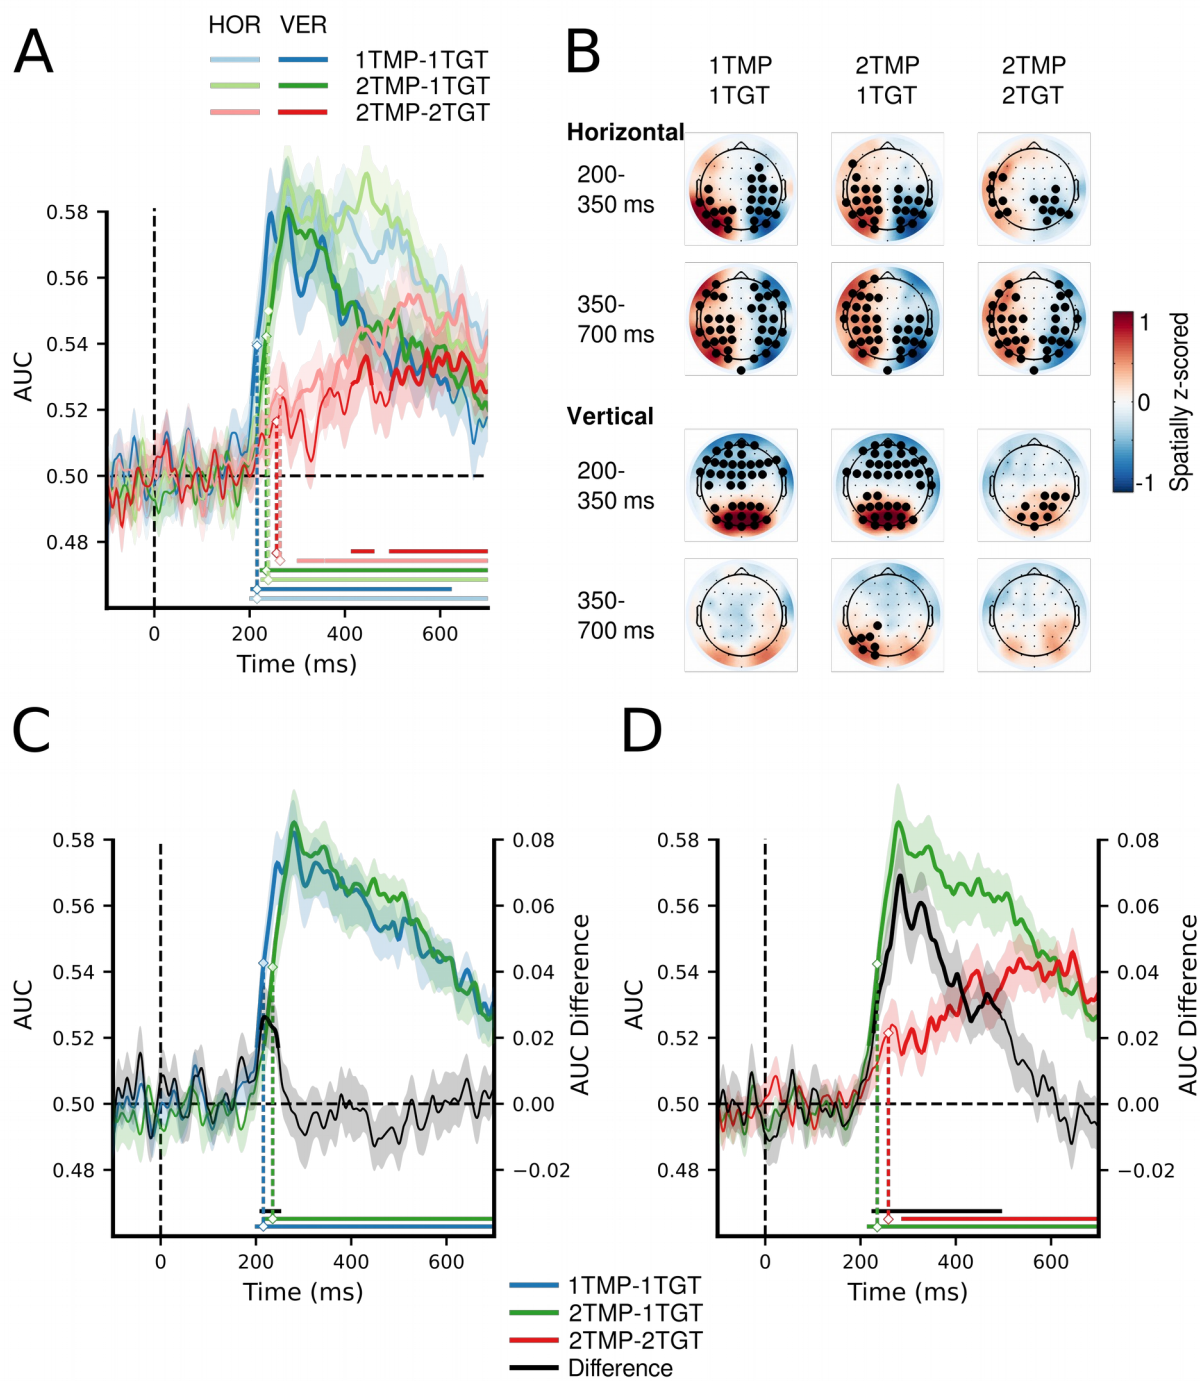 A
HOR VER
1TMP-1TGT
2TMP-1TGT
2TMP-2TGT
0.58
0.56
0.54
0.52
0.50
0.48
AUC
0 200 400 600
Time (ms)
B
1TMP 2TMP 2TMP
1TGT 1TGT 2TGT
Horizontal
200-
350 ms
350-
700 ms
Vertical
200-
350 ms
350-
700 ms
1
0
-1
Spatially z-scored
C
0.58
0.56
0.54
0.52
0.50
0.48
AUC
0.08
0.06
0.04
0.02
0.00
−0.02
AUC Difference
0 200 400 600
Time (ms)
D
0.58
0.56
0.54
0.52
0.50
0.48
AUC
0.08
0.06
0.04
0.02
0.00
−0.02
AUC Difference
0 200 400 600
Time (ms)
1TMP-1TGT
2TMP-1TGT
2TMP-2TGT
Difference